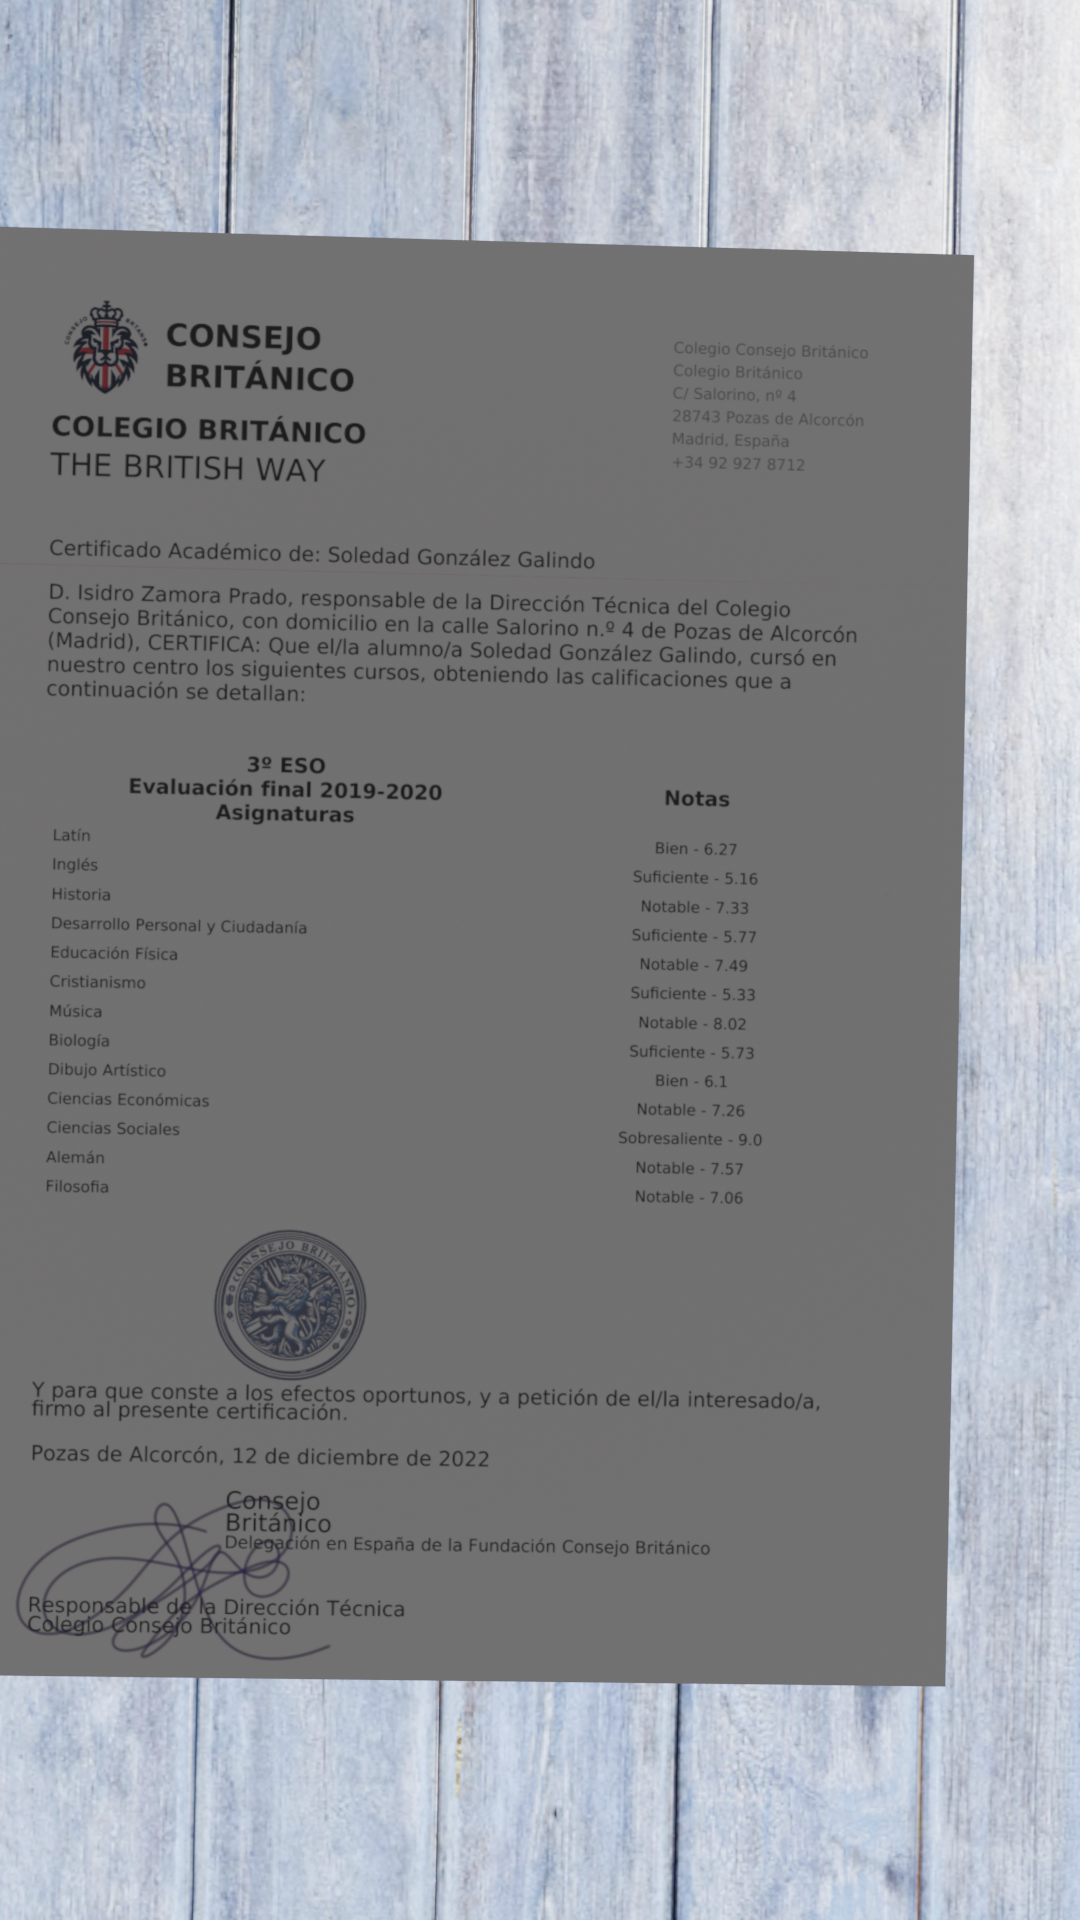 CONSEJO
BRITÁNICO
COLEGIO BRITÁNICO
THE BRITISH WAY
Colegio Consejo Británico
Colegio Británico
C/ Salorino, nº 4
28743 Pozas de Alcorcón
Madrid, España
+34 92 927 8712
Certificado Académico de: Soledad González Galindo
D. Isidro Zamora Prado, responsable de la Dirección Técnica del Colegio
Consejo Británico, con domicilio en la calle Salorino n.º 4 de Pozas de Alcorcón
(Madrid), CERTIFICA: Que el/la alumno/a Soledad González Galindo, cursó en
nuestro centro los siguientes cursos, obteniendo las calificaciones que a
continuación se detallan:
3º ESO
Evaluación final 2019-2020
Asignaturas Notas
Latín Bien - 6.27
Inglés Suficiente - 5.16
Historia Notable - 7.33
Desarrollo Personal y Ciudadanía Suficiente - 5.77
Educación Física Notable - 7.49
Cristianismo Suficiente - 5.33
Música Notable - 8.02
Biología Suficiente - 5.73
Dibujo Artístico Bien - 6.1
Ciencias Económicas Notable - 7.26
Ciencias Sociales Sobresaliente - 9.0
Alemán Notable - 7.57
Filosofia Notable - 7.06
Y para que conste a los efectos oportunos, y a petición de el/la interesado/a,
firmo al presente certificación.
Pozas de Alcorcón, 12 de diciembre de 2022
Consejo
Británico
Delegación en España de la Fundación Consejo Británico
Responsable de la Dirección Técnica
Colegio Consejo Británico